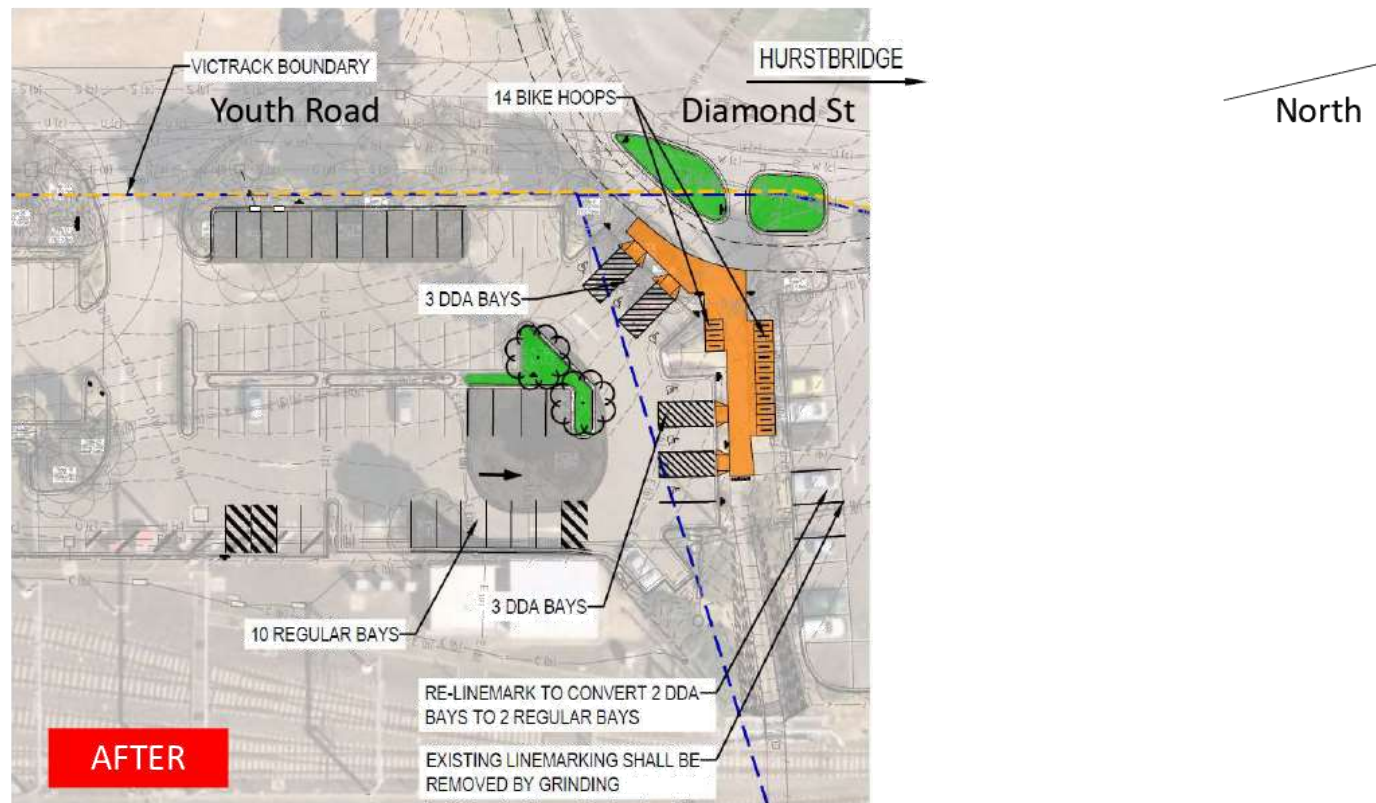 VICTRACK BOUNDARY
Youth Road
14 BIKE HOOPS
HURSTBRIDGE
Diamond St
North
3 DDA BAYS
3 DDA BAYS
10 REGULAR BAYS
RE-LINEMARK TO CONVERT 2 DDA
BAYS TO 2 REGULAR BAYS
EXISTING LINEMARKING SHALL BE
REMOVED BY GRINDING
AFTER